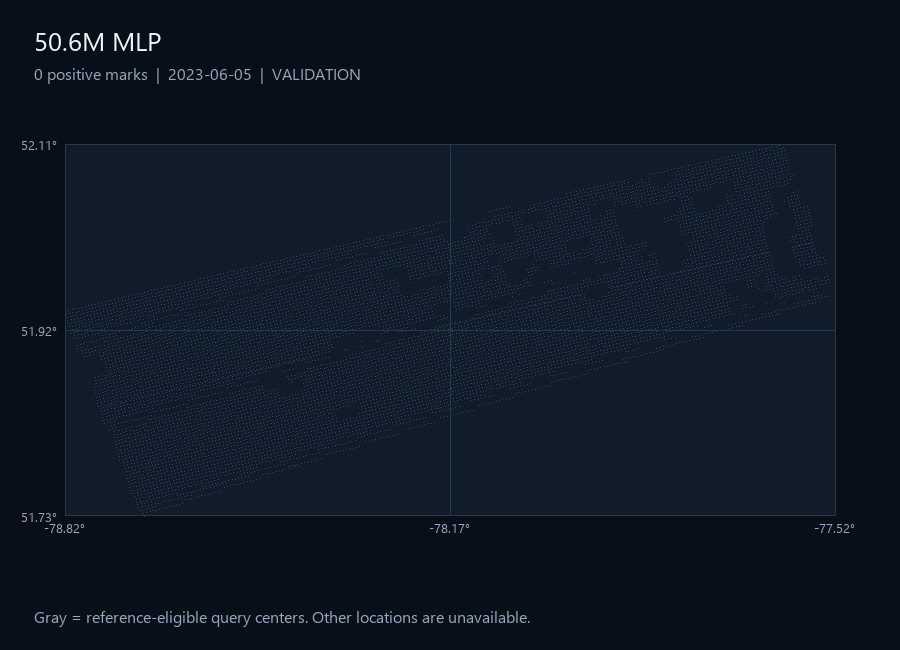 50.6M MLP
0 positive marks | 2023-06-05 | VALIDATION
52.11°
51.92°
51.73°
-78.82°
-78.17°
-77.52°
Gray = reference-eligible query centers. Other locations are unavailable.